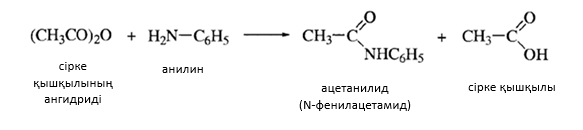 (CH₃CO)₂O + H₂N—C₆H₅ ⟶ CH₃—C(=O)NHC₆H₅ + CH₃—C(=O)OH
сірке қышқылының ангидриді
анилин
ацетанилид
(N-фенилацетамид)
сірке қышқылы